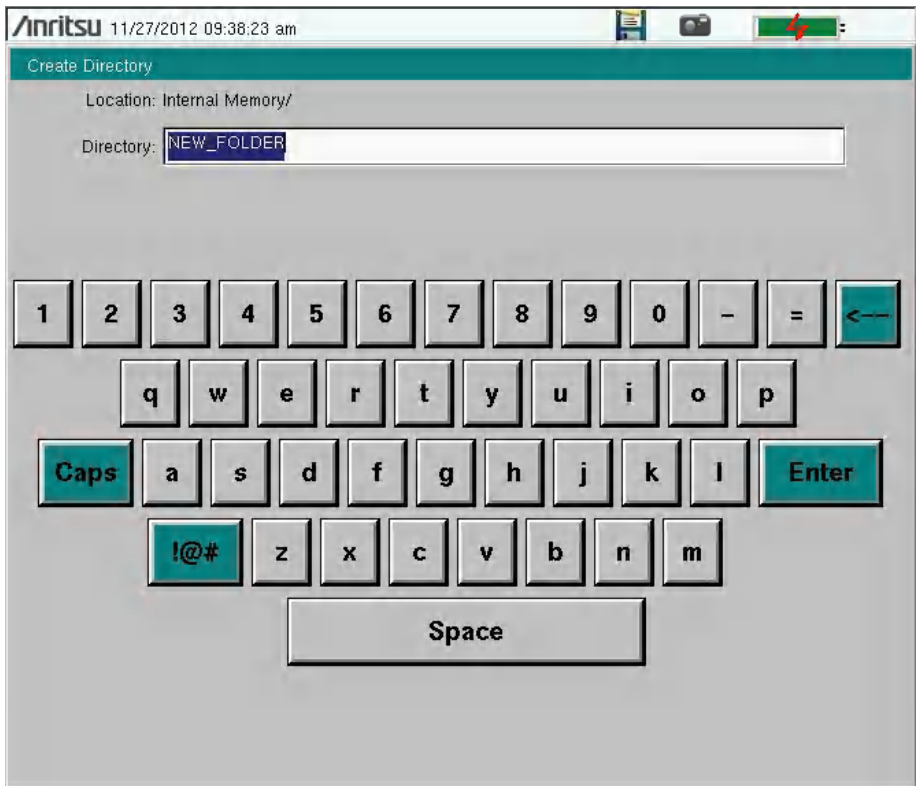 Anritsu 11/27/2012 09:38:23 am
Create Directory
Location: Internal Memory/
Directory: NEW_FOLDER
1 2 3 4 5 6 7 8 9 0 - = <--
q w e r t y u i o p
Caps a s d f g h j k l Enter
!@# z x c v b n m
Space